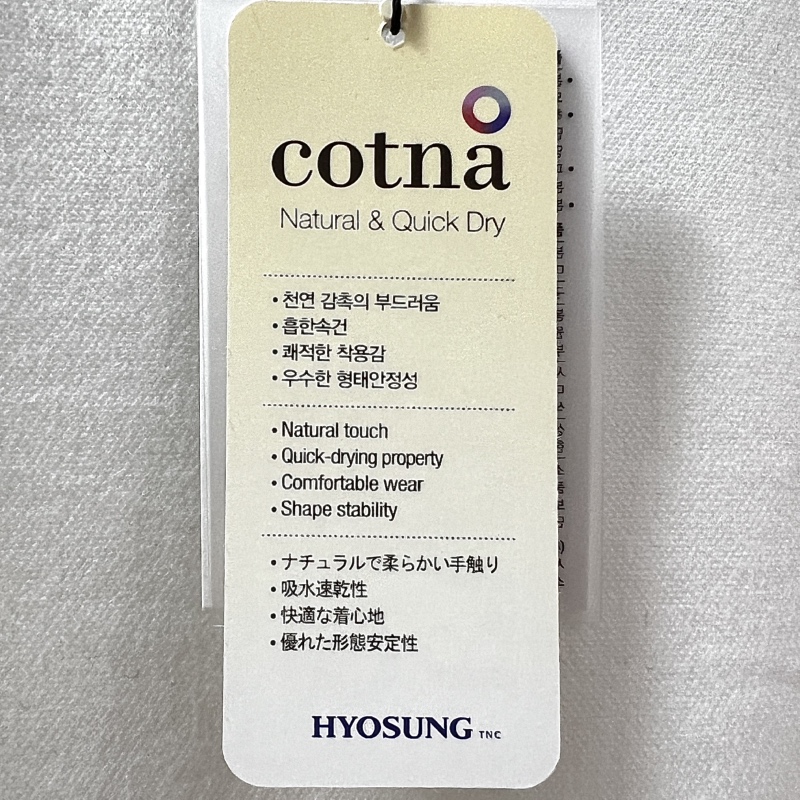 cotna
Natural & Quick Dry
• 천연 감촉의 부드러움
• 흡한속건
• 쾌적한 착용감
• 우수한 형태안정성
• Natural touch
• Quick-drying property
• Comfortable wear
• Shape stability
• ナチュラルで柔らかい手触り
• 吸水速乾性
• 快適な着心地
• 優れた形態安定性
HYOSUNG TNC